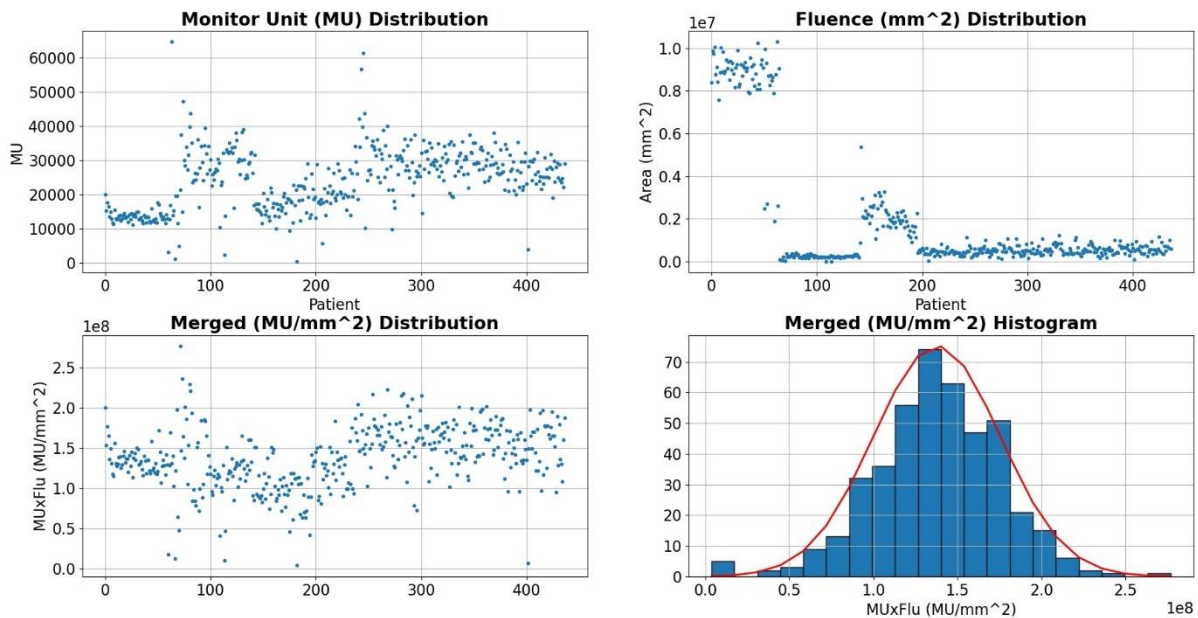 Monitor Unit (MU) Distribution
MU
60000
50000
40000
30000
20000
10000
0
0 100 200 300 400
Patient
Fluence (mm^2) Distribution
1e7
Area (mm^2)
1.0
0.8
0.6
0.4
0.2
0.0
0 100 200 300 400
Patient
Merged (MU/mm^2) Distribution
1e8
MUxFlu (MU/mm^2)
2.5
2.0
1.5
1.0
0.5
0.0
0 100 200 300 400
Merged (MU/mm^2) Histogram
70
60
50
40
30
20
10
0
0.0 0.5 1.0 1.5 2.0 2.5
1e8
MUxFlu (MU/mm^2)